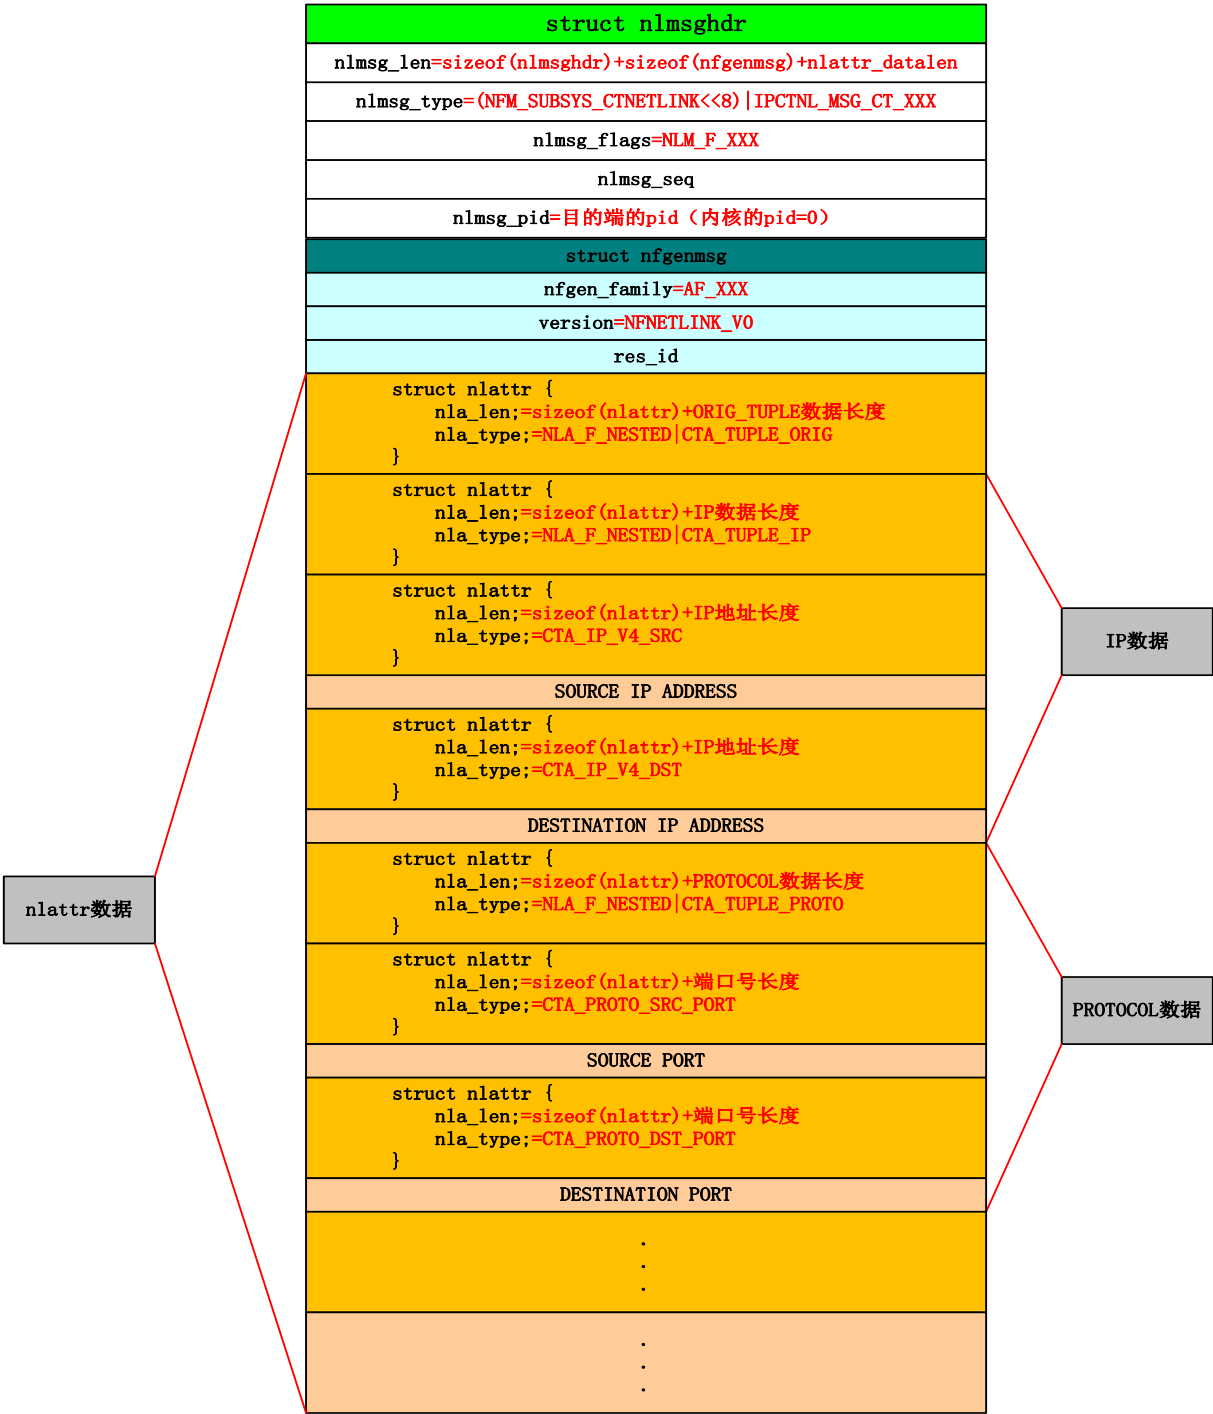 struct nlmsghdr
nlmsg_len=sizeof(nlmsghdr)+sizeof(nfgenmsg)+nlattr_datalen
nlmsg_type=(NFM_SUBSYS_CTNETLINK<<8)|IPCTNL_MSG_CT_XXX
nlmsg_flags=NLM_F_XXX
nlmsg_seq
nlmsg_pid=目的端的pid（内核的pid=0）
struct nfgenmsg
nfgen_family=AF_XXX
version=NFNETLINK_V0
res_id
struct nlattr {
nla_len;=sizeof(nlattr)+ORIG_TUPLE数据长度
nla_type;=NLA_F_NESTED|CTA_TUPLE_ORIG
}
struct nlattr {
nla_len;=sizeof(nlattr)+IP数据长度
nla_type;=NLA_F_NESTED|CTA_TUPLE_IP
}
struct nlattr {
nla_len;=sizeof(nlattr)+IP地址长度
nla_type;=CTA_IP_V4_SRC
}
SOURCE IP ADDRESS
struct nlattr {
nla_len;=sizeof(nlattr)+IP地址长度
nla_type;=CTA_IP_V4_DST
}
DESTINATION IP ADDRESS
struct nlattr {
nla_len;=sizeof(nlattr)+PROTOCOL数据长度
nla_type;=NLA_F_NESTED|CTA_TUPLE_PROTO
}
struct nlattr {
nla_len;=sizeof(nlattr)+端口号长度
nla_type;=CTA_PROTO_SRC_PORT
}
SOURCE PORT
struct nlattr {
nla_len;=sizeof(nlattr)+端口号长度
nla_type;=CTA_PROTO_DST_PORT
}
DESTINATION PORT
.
.
.
.
.
.
nlattr数据
IP数据
PROTOCOL数据